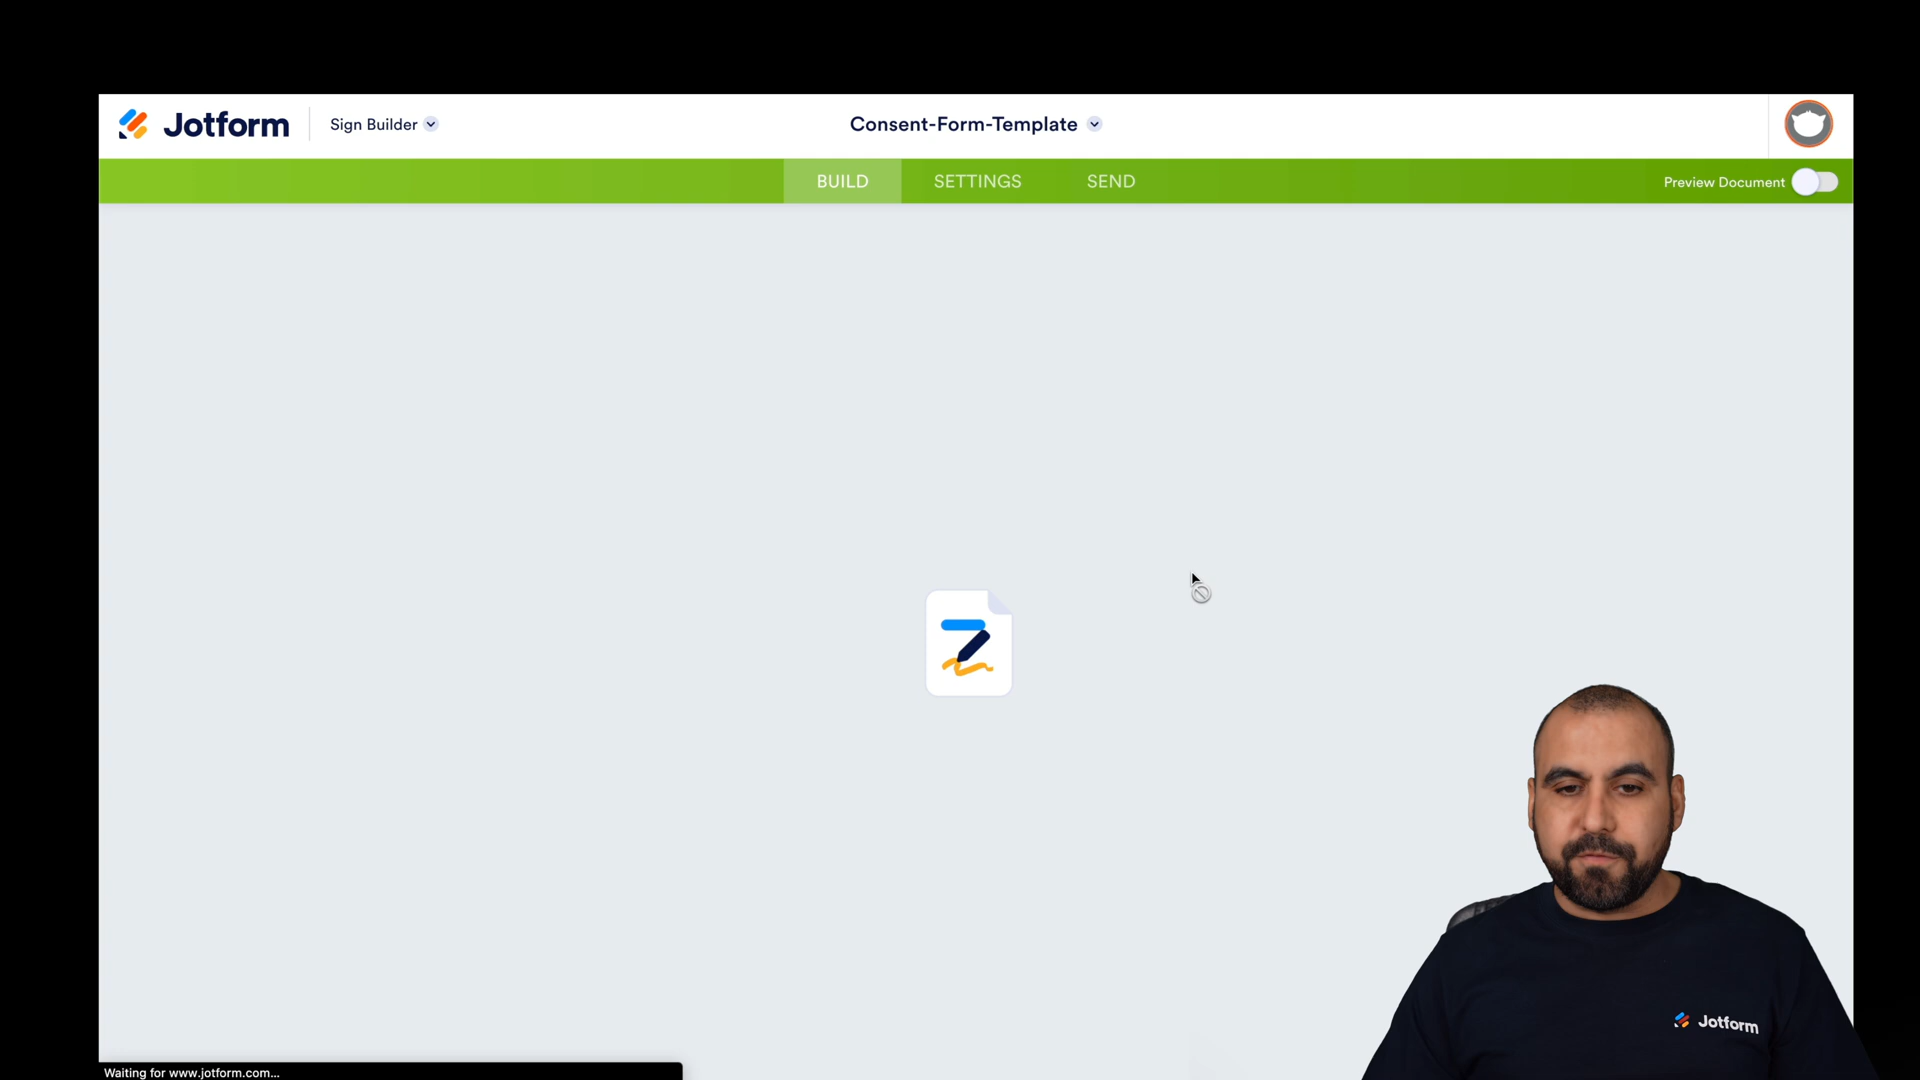 Jotform
Sign Builder
Consent-Form-Template
BUILD
SETTINGS
SEND
Preview Document
Jotform
Waiting for www.jotform.com...